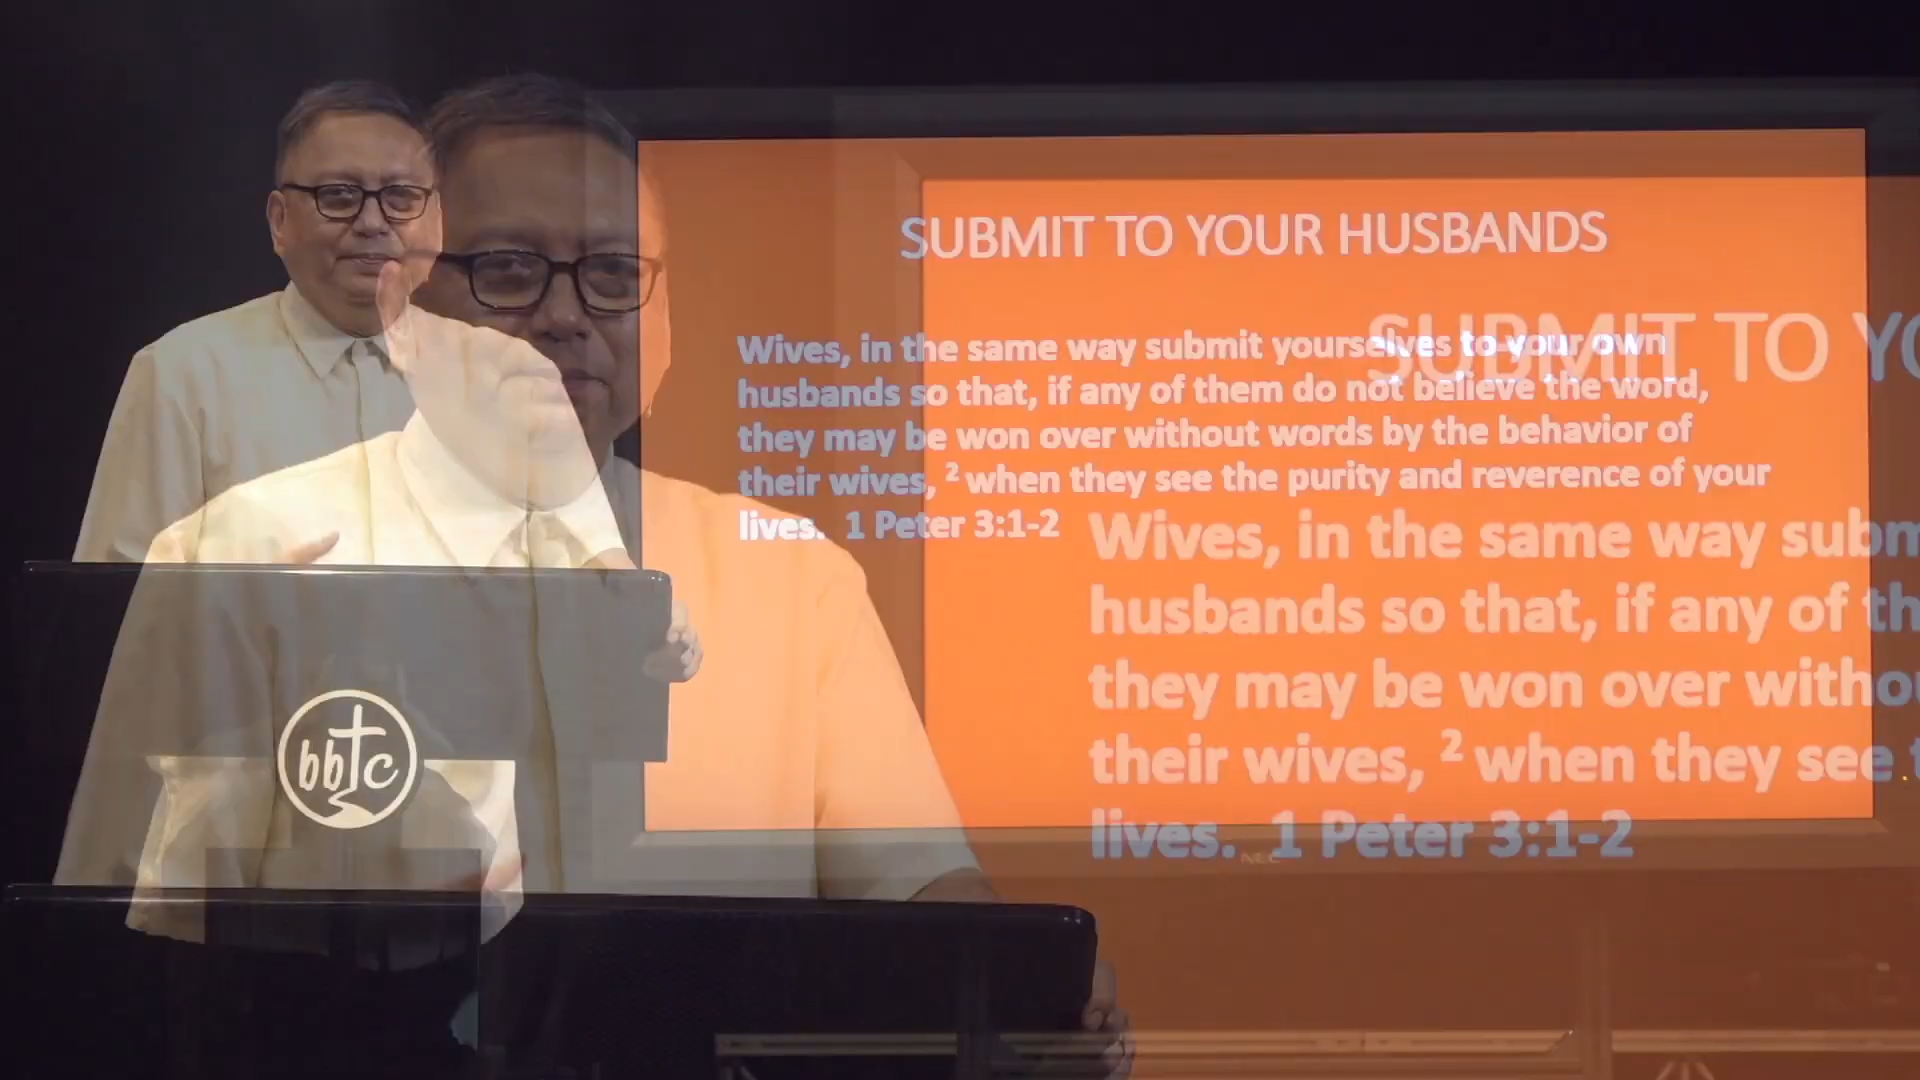 SUBMIT TO YOUR HUSBANDS
Wives, in the same way submit yourselves to your own
husbands so that, if any of them do not believe the word,
they may be won over without words by the behavior of
their wives, 2 when they see the purity and reverence of your
lives. 1 Peter 3:1-2
SUBMIT TO
Wives, in the same way
husbands so that, if any of
they may be won over
their wives, 2 when they see
lives. 1 Peter 3:1-2
bbtc
NEC